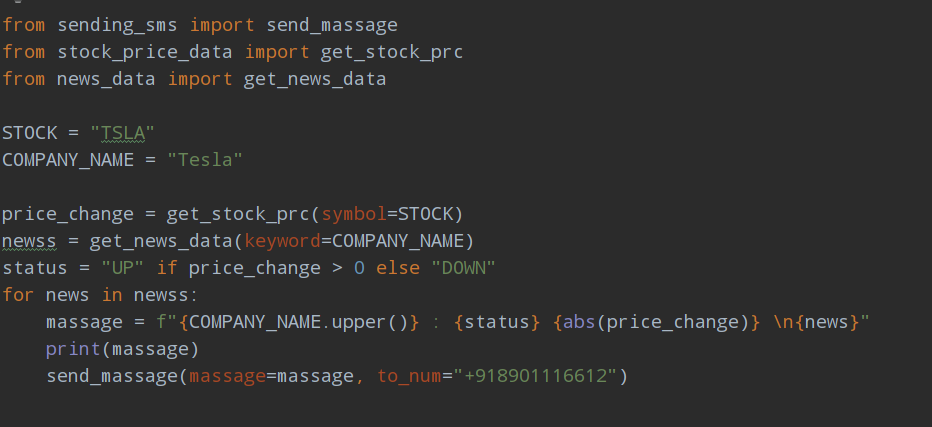 from sending_sms import send_massage
from stock_price_data import get_stock_prc
from news_data import get_news_data
STOCK = "TSLA"
COMPANY_NAME = "Tesla"
price_change = get_stock_prc(symbol=STOCK)
newss = get_news_data(keyword=COMPANY_NAME)
status = "UP" if price_change > 0 else "DOWN"
for news in newss:
    massage = f"{COMPANY_NAME.upper()} : {status} {abs(price_change)} \n{news}"
    print(massage)
    send_massage(massage=massage, to_num="+918901116612")